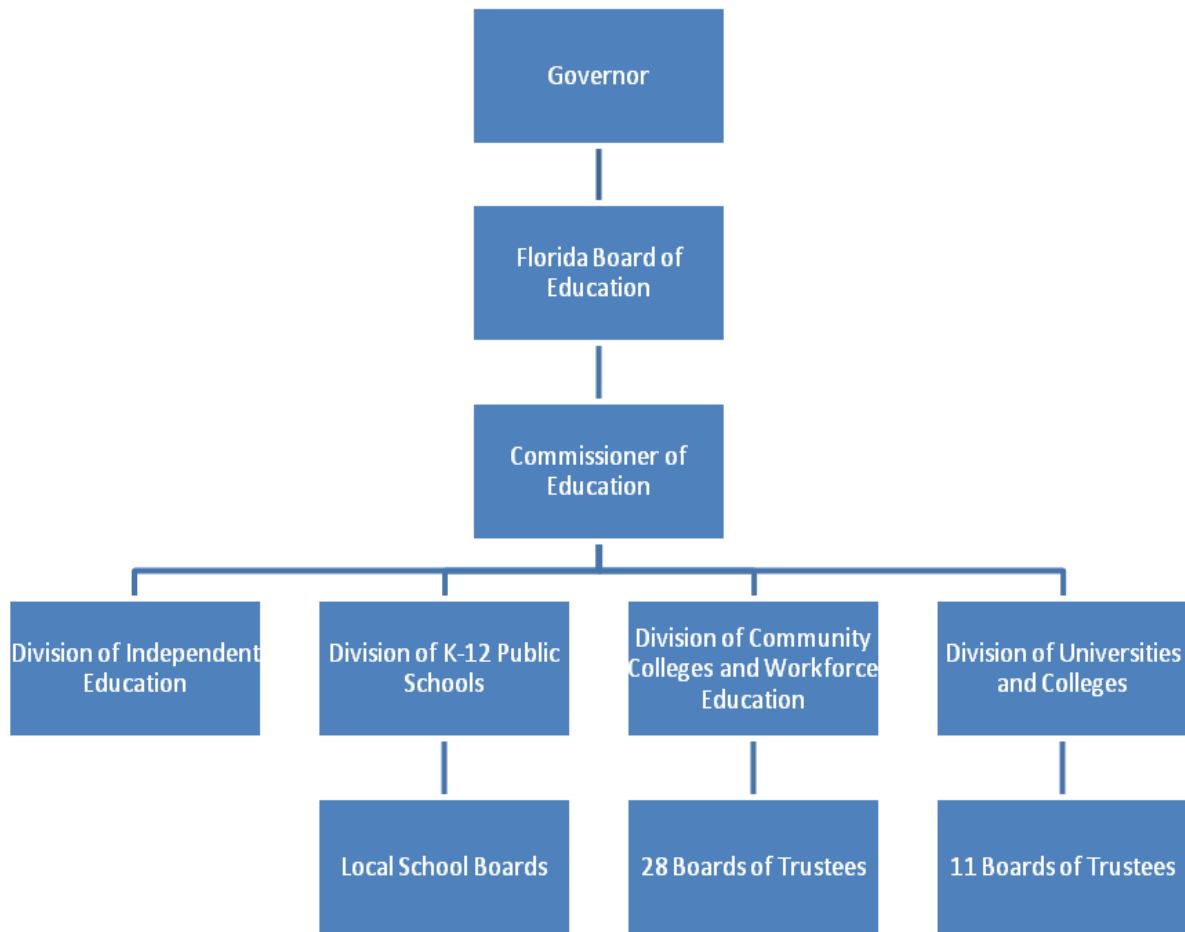 Governor
Florida Board of
Education
Commissioner of
Education
Division of Independent
Education
Division of K-12 Public
Schools
Division of Community
Colleges and Workforce
Education
Division of Universities
and Colleges
Local School Boards
28 Boards of Trustees
11 Boards of Trustees